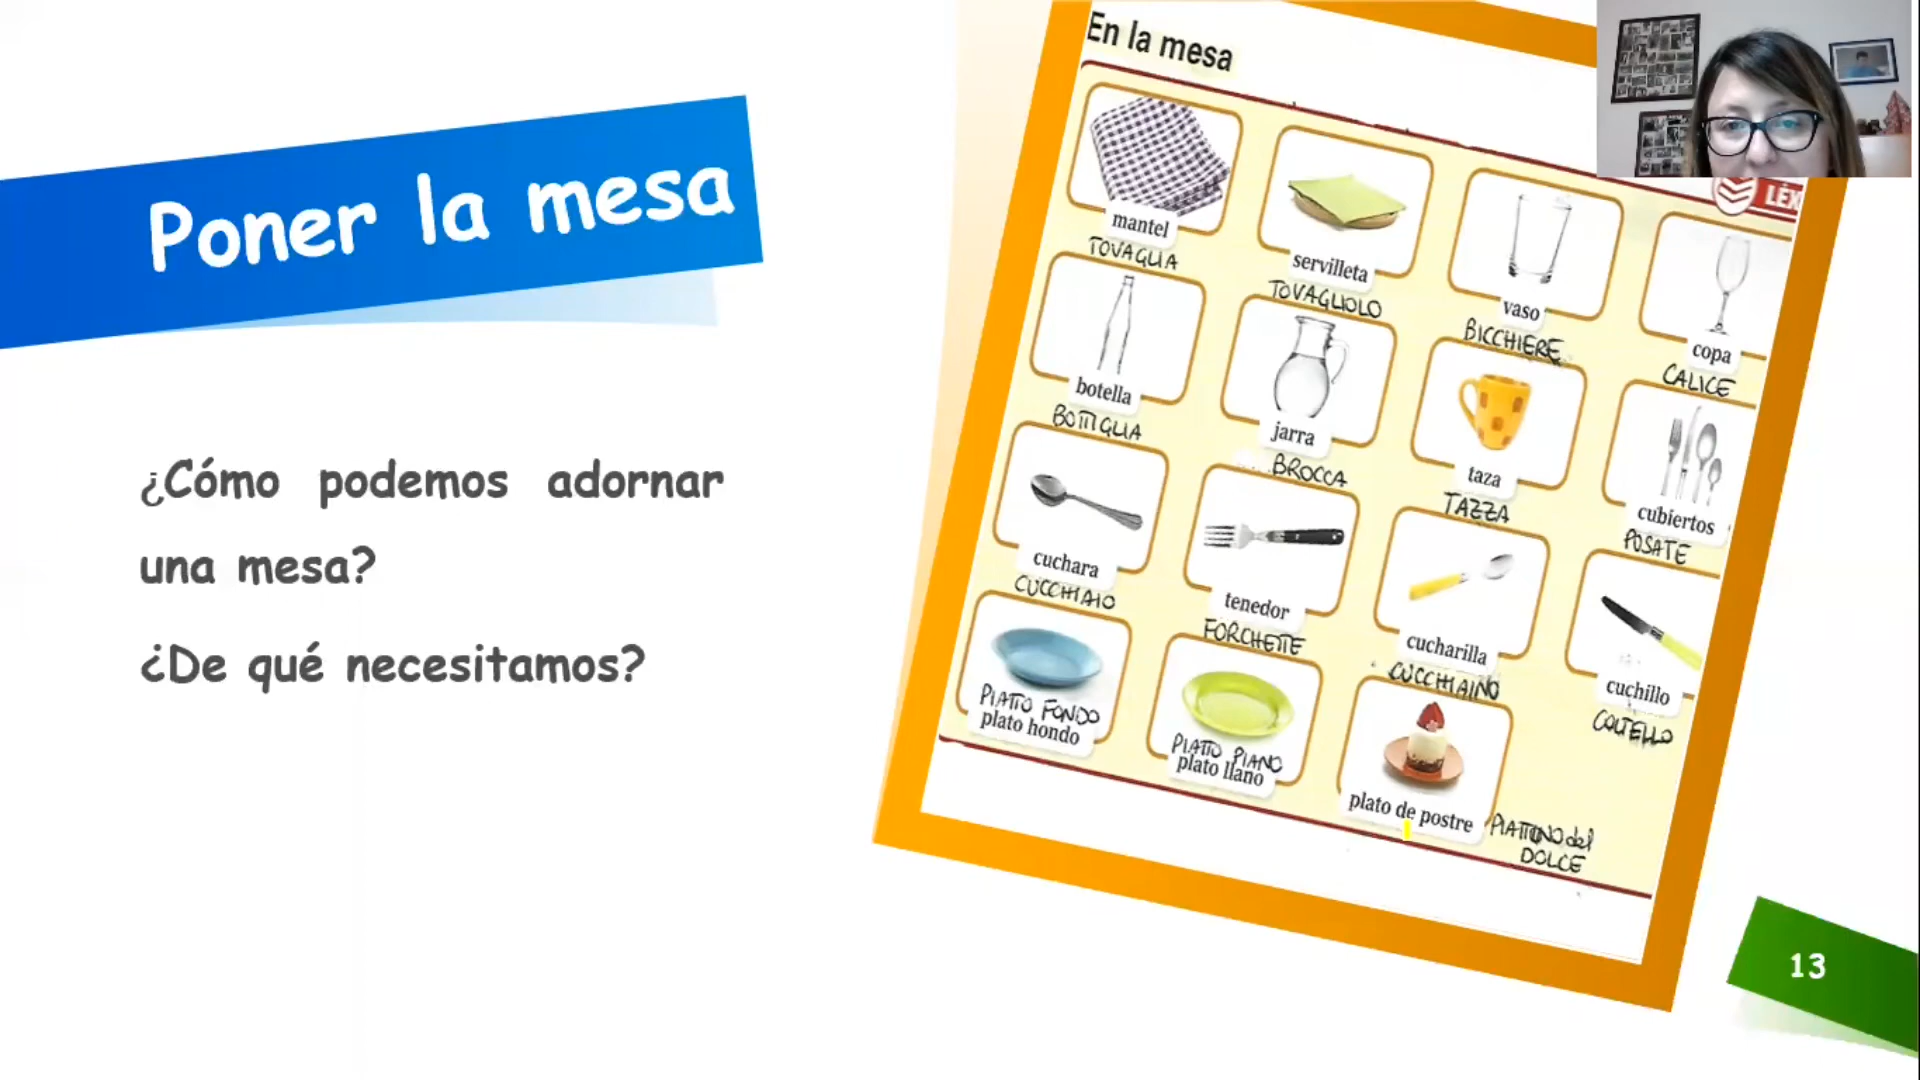 Poner la mesa
¿Cómo podemos adornar
una mesa?
¿De qué necesitamos?
En la mesa
LÉX
mantel
TOVAGLIA
servilleta
TOVAGLIOLO
vaso
BICCHIERE
copa
CALICE
botella
BOTTIGLIA
jarra
BROCCA
taza
TAZZA
cubiertos
POSATE
cuchara
CUCCHIAIO
tenedor
FORCHETTE
cucharilla
CUCCHIAINO
cuchillo
COLTELLO
PIATTO FONDO
plato hondo
PIATTO PIANO
plato llano
plato de postre
PIATTINO del
DOLCE
13